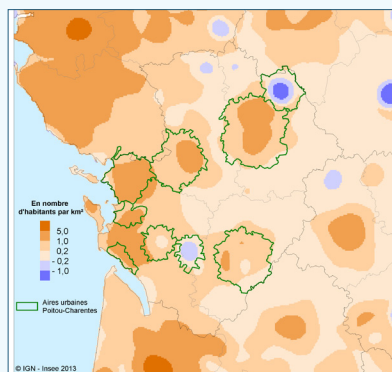 En nombre
d'habitants par km²
5,0
1,0
0,2
- 0,2
- 1,0
Aires urbaines
Poitou-Charentes
© IGN - Insee 2013